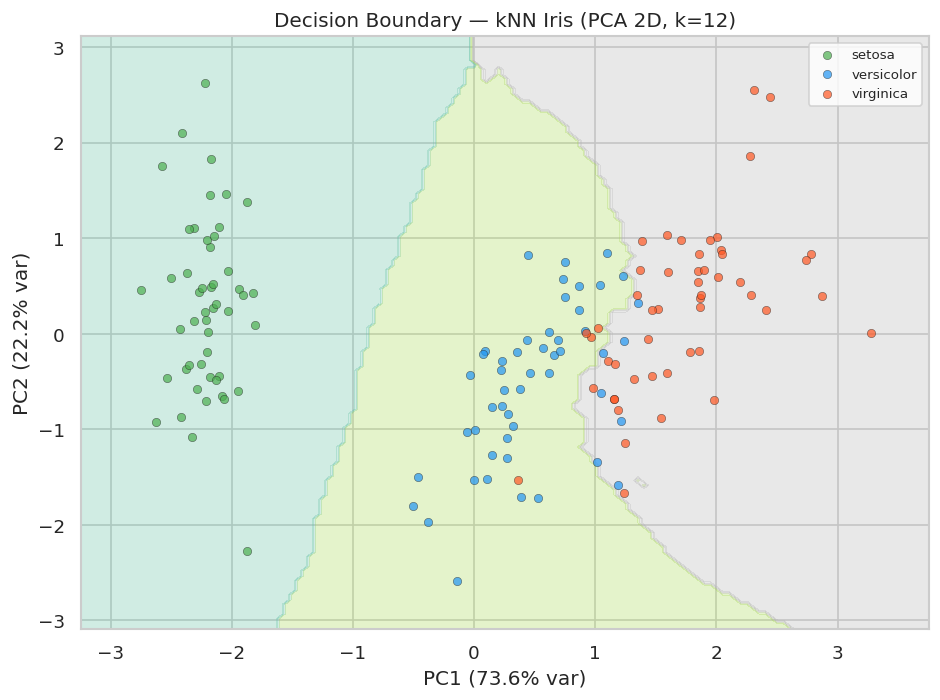 Decision Boundary — kNN Iris (PCA 2D, k=12)
setosa
versicolor
virginica
3
2
1
0
−1
−2
−3
PC2 (22.2% var)
−3 −2 −1 0 1 2 3
PC1 (73.6% var)